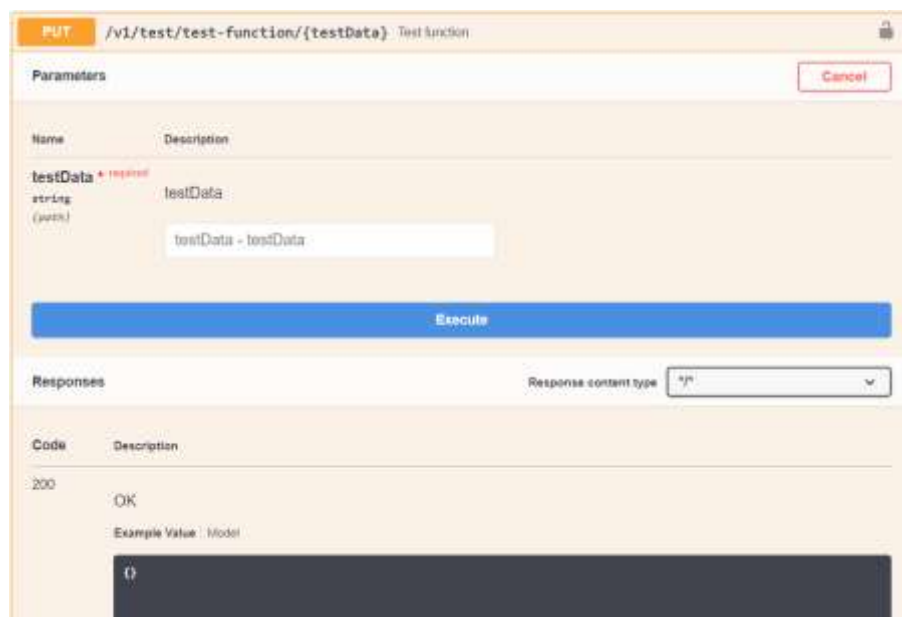 PUT /v1/test/test-function/{testData} Test function
Parameters Cancel
Name Description
testData * required
string
(path)
testData
testData - testData
Execute
Responses Response content type */*
Code Description
200
OK
Example Value Model
{}